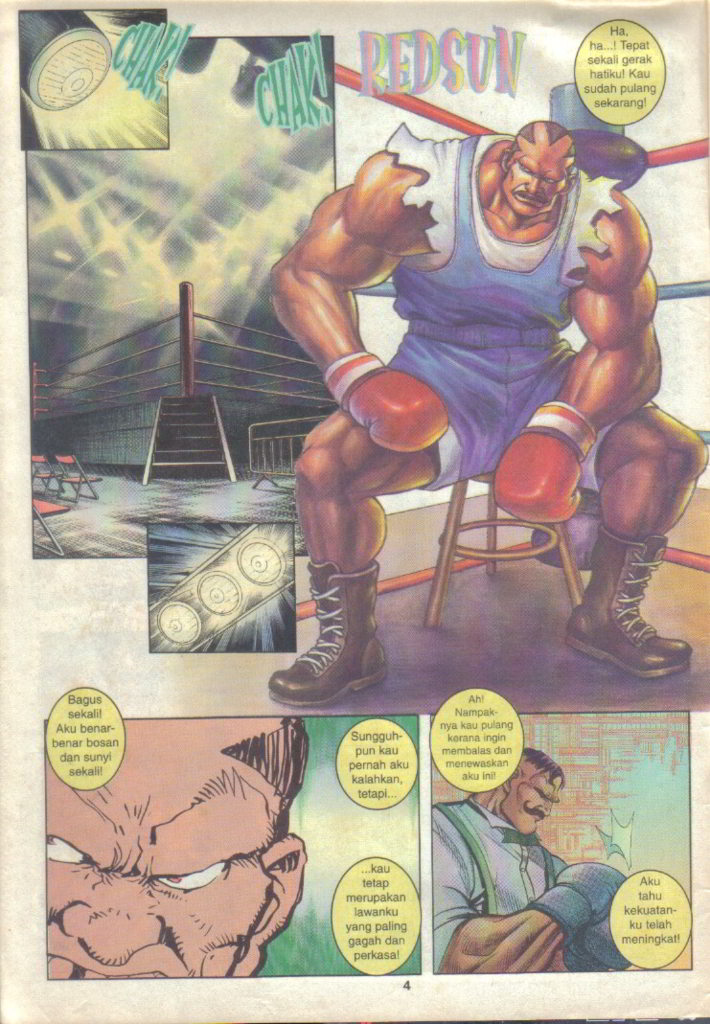 CHAK!
CHAK!
REDSUN
Ha,
ha...! Tepat
sekali gerak
hatiku! Kau
sudah pulang
sekarang!
Bagus
sekali!
Aku benar-
benar bosan
dan sunyi
sekali!
Sungguh-
pun kau
pernah aku
kalahkan,
tetapi...
...kau
tetap
merupakan
lawanku
yang paling
gagah dan
perkasa!
Ah!
Nampak-
nya kau pulang
kerana ingin
membalas dan
menewaskan
aku ini!
Aku
tahu
kekuatan-
ku telah
meningkat!
4